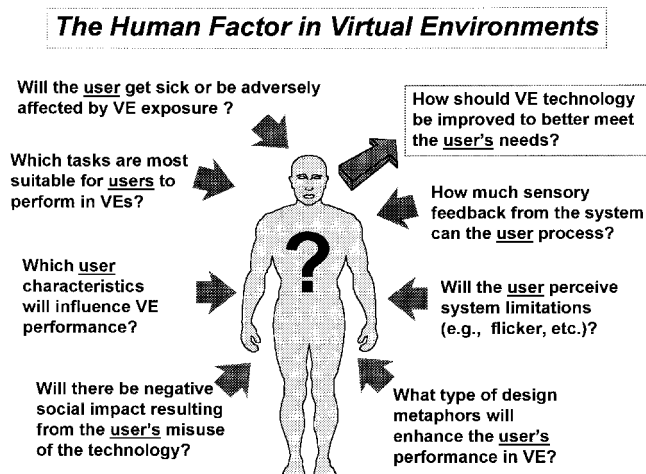 The Human Factor in Virtual Environments
Will the user get sick or be adversely
affected by VE exposure ?
How should VE technology
be improved to better meet
the user's needs?
Which tasks are most
suitable for users to
perform in VEs?
How much sensory
feedback from the system
can the user process?
?
Which user
characteristics
will influence VE
performance?
Will the user perceive
system limitations
(e.g., flicker, etc.)?
Will there be negative
social impact resulting
from the user's misuse
of the technology?
What type of design
metaphors will
enhance the user's
performance in VE?